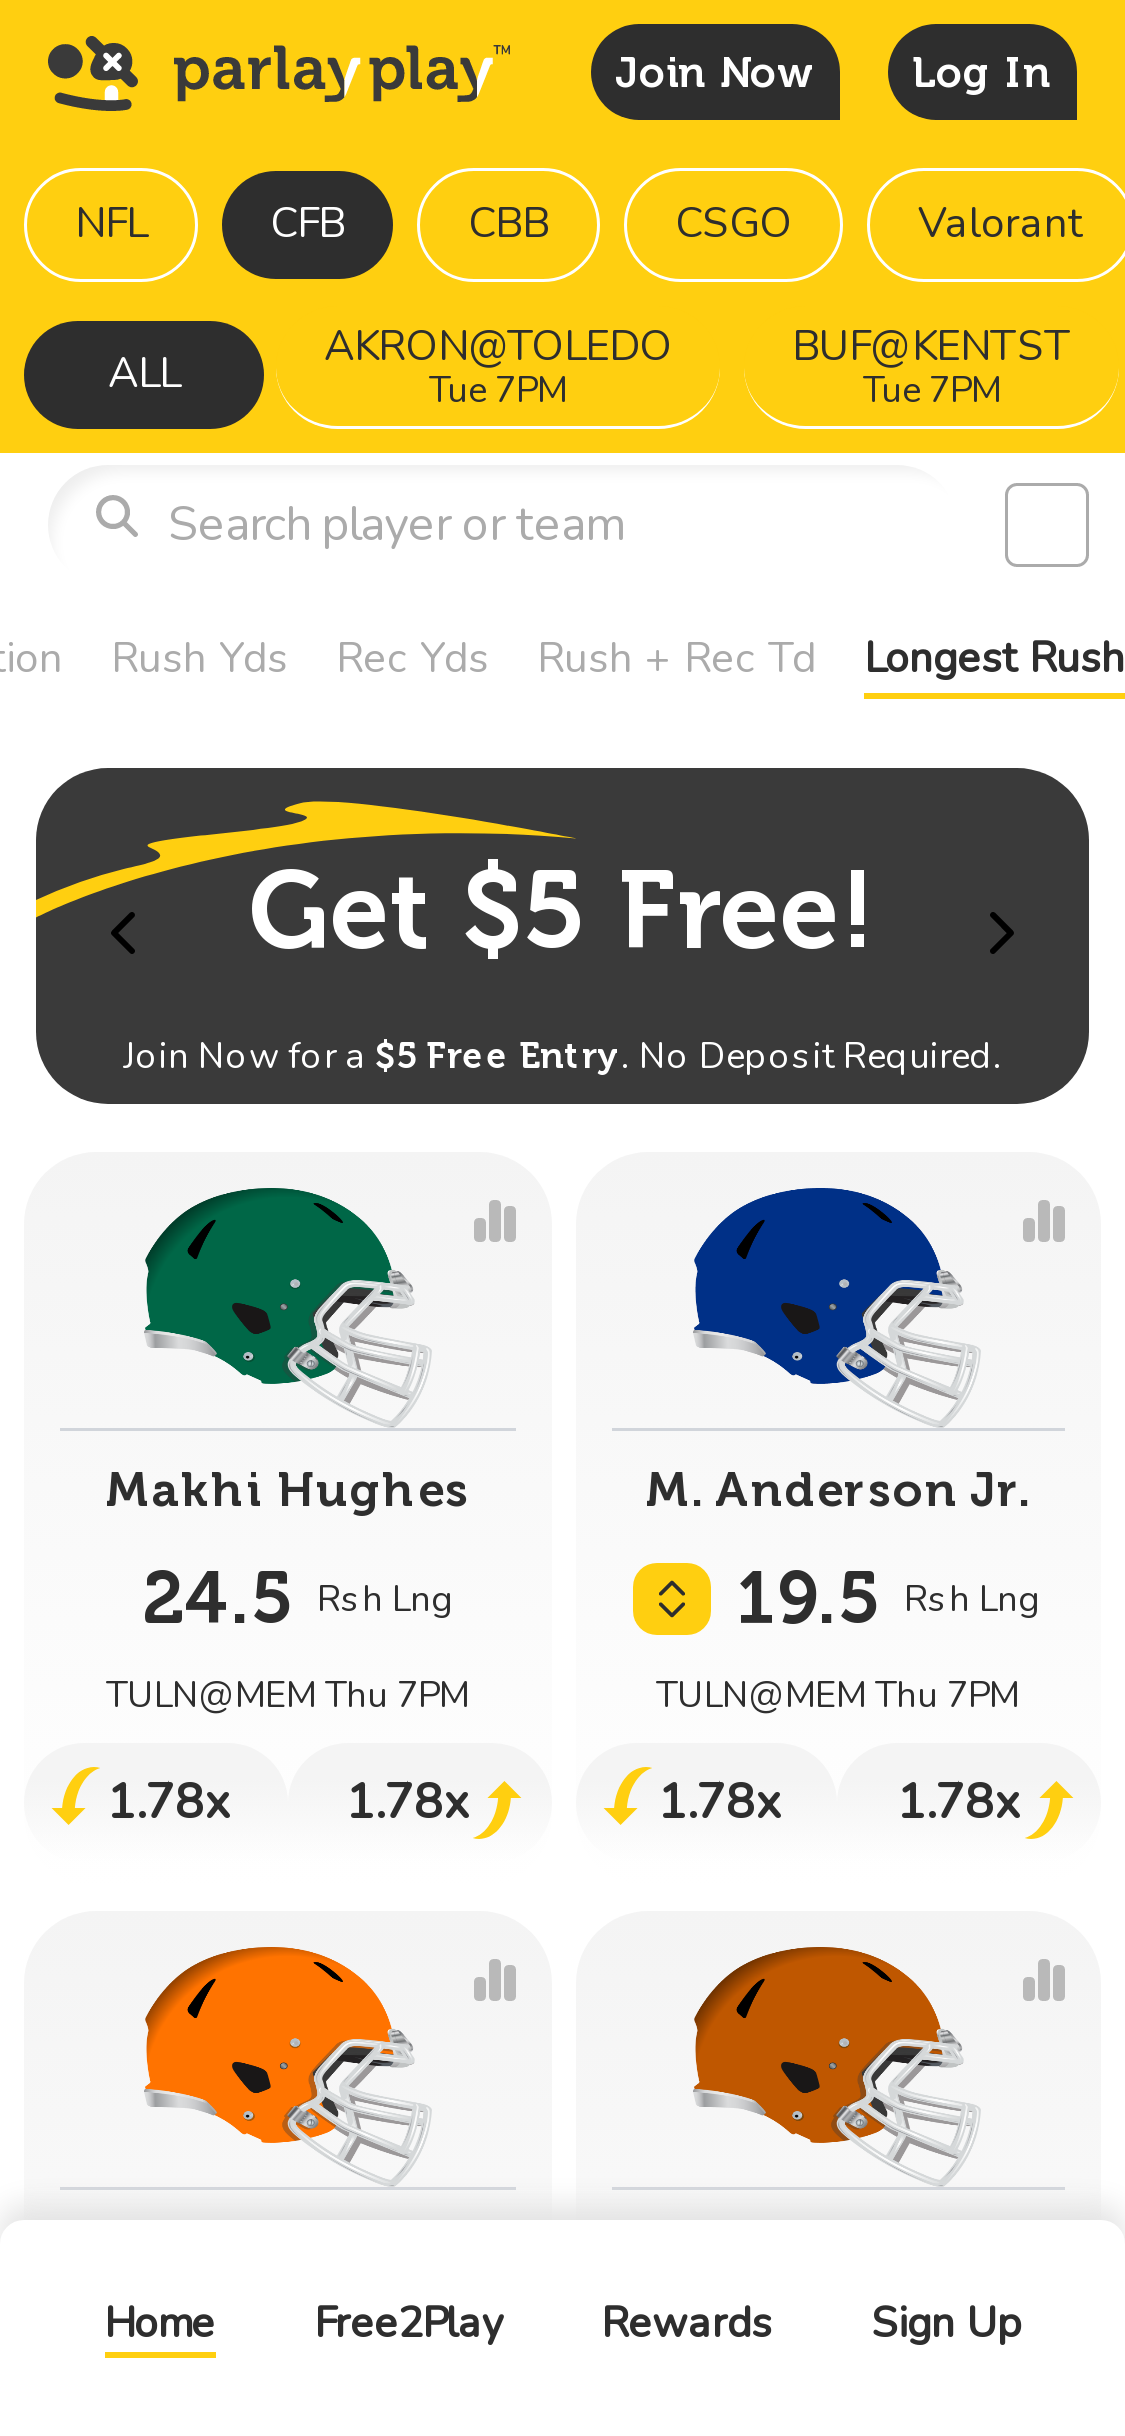 parlay play™ Join Now Log In
NFL CFB CBB CSGO Valorant
ALL AKRON@TOLEDO BUF@KENTST
Tue 7PM Tue 7PM
Search player or team
tion Rush Yds Rec Yds Rush + Rec Td Longest Rush
Get $5 Free!
Join Now for a $5 Free Entry. No Deposit Required.
Makhi Hughes M. Anderson Jr.
24.5 Rsh Lng 19.5 Rsh Lng
TULN@MEM Thu 7PM TULN@MEM Thu 7PM
1.78x 1.78x 1.78x 1.78x
Home Free2Play Rewards Sign Up